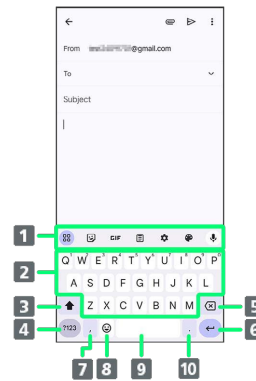 From @gmail.com
To
Subject
1 GIF
2 Q W E R T Y U I O P
A S D F G H J K L
3 Z X C V B N M 5
4 ?123 , . 6
7 8 9 10